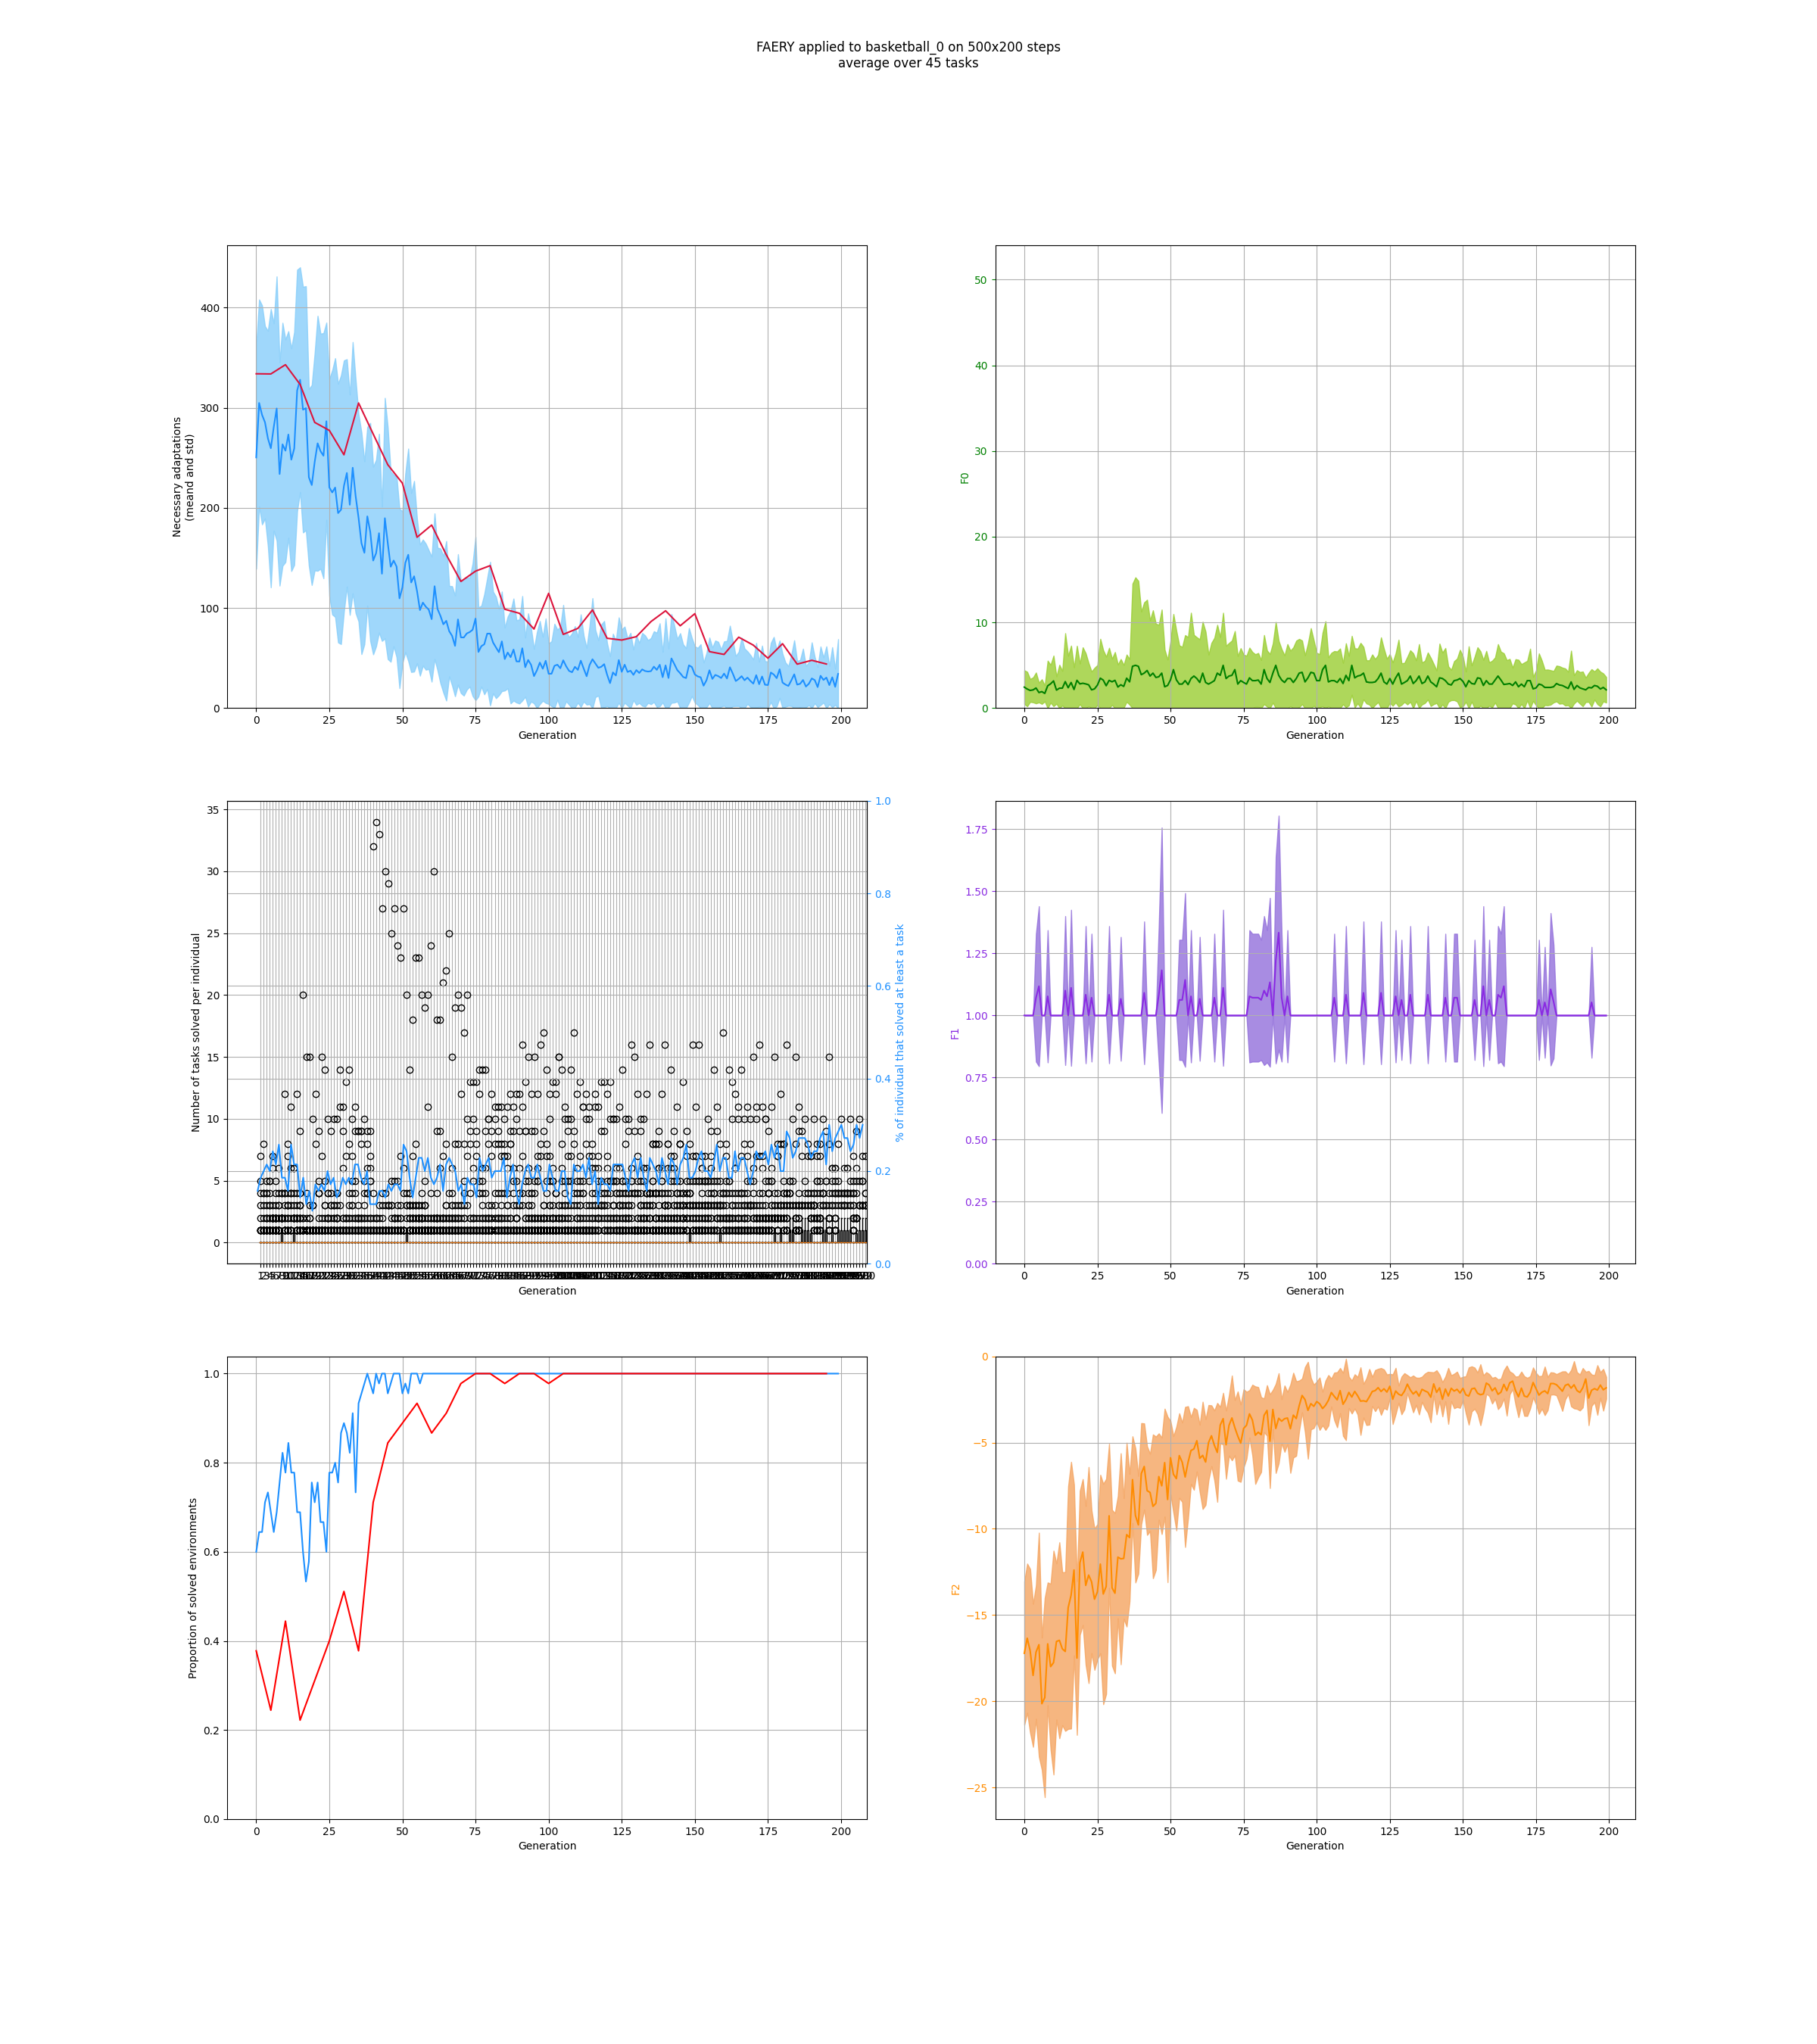 FAERY applied to basketball_0 on 500x200 steps
average over 45 tasks
400
300
200
100
0
Necessary adaptations
(meand and std)
0 25 50 75 100 125 150 175 200
Generation
50
40
30
20
10
0
F0
0 25 50 75 100 125 150 175 200
Generation
35
30
25
20
15
10
5
0
Number of tasks solved per individual
1.0
0.8
0.6
0.4
0.2
0.0
% of individual that solved at least a task
Generation
1.75
1.50
1.25
1.00
0.75
0.50
0.25
0.00
F1
0 25 50 75 100 125 150 175 200
Generation
1.0
0.8
0.6
0.4
0.2
0.0
Proportion of solved environments
0 25 50 75 100 125 150 175 200
Generation
0
−5
−10
−15
−20
−25
F2
0 25 50 75 100 125 150 175 200
Generation